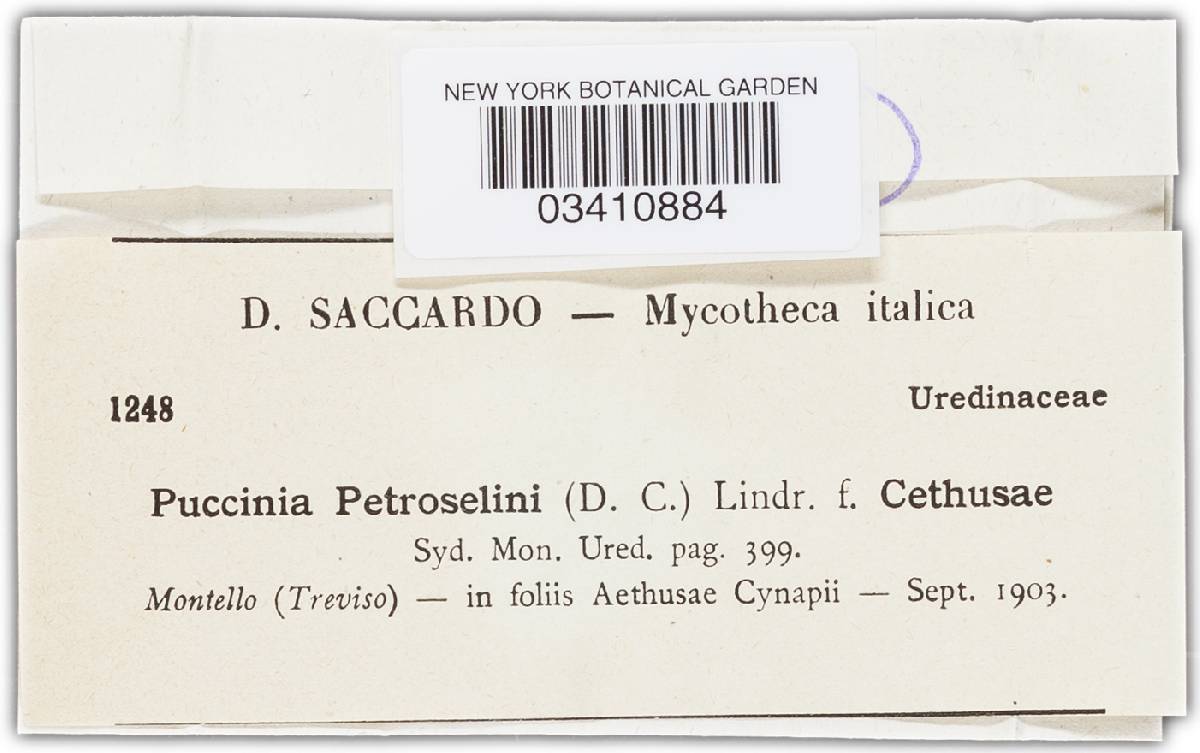 NEW YORK BOTANICAL GARDEN
03410884
D. SACCARDO — Mycotheca italica
1248
Uredinaceae
Puccinia Petroselini (D. C.) Lindr. f. Cethusae
Syd. Mon. Ured. pag. 399.
Montello (Treviso) — in foliis Aethusae Cynapii — Sept. 1903.